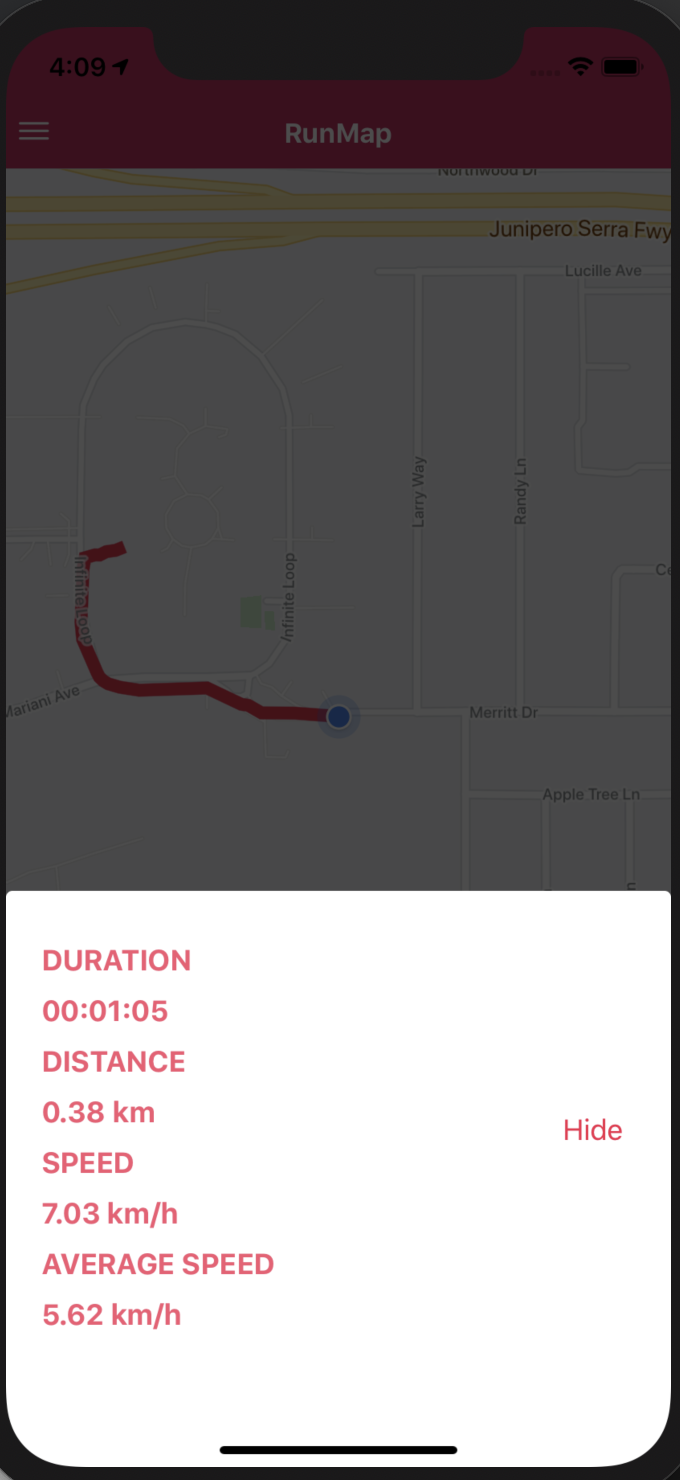 4:09
RunMap
Northwood Dr
Junipero Serra Fwy
Lucille Ave
Larry Way
Randy Ln
Infinite Loop
Infinite Loop
Mariani Ave
Merritt Dr
Apple Tree Ln
DURATION
00:01:05
DISTANCE
0.38 km
Hide
SPEED
7.03 km/h
AVERAGE SPEED
5.62 km/h